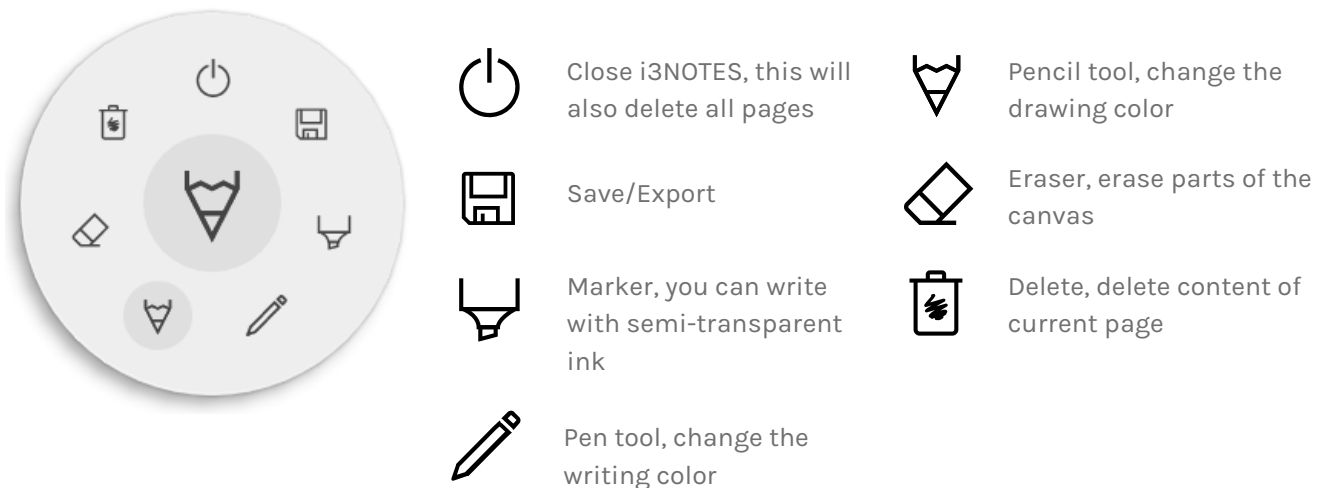 Close i3NOTES, this will
also delete all pages
Save/Export
Marker, you can write
with semi-transparent
ink
Pen tool, change the
writing color
Pencil tool, change the
drawing color
Eraser, erase parts of the
canvas
Delete, delete content of
current page